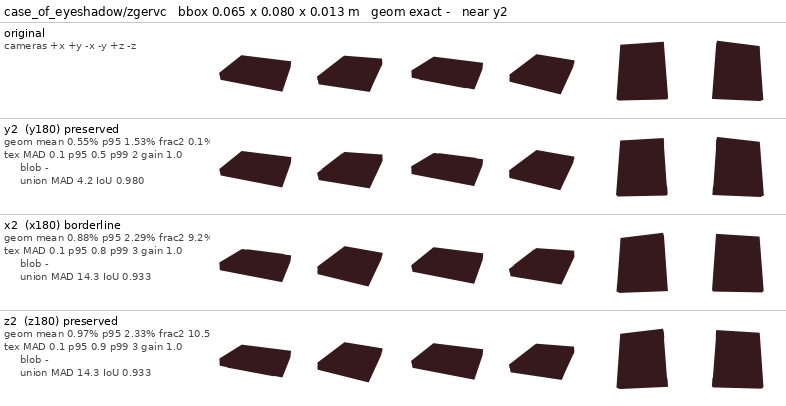 case_of_eyeshadow/zgervc bbox 0.065 x 0.080 x 0.013 m geom exact - near y2
original
cameras +x +y -x -y +z -z
y2 (y180) preserved
geom mean 0.55% p95 1.53% frac2 0.1%
tex MAD 0.1 p95 0.5 p99 2 gain 1.0
blob -
union MAD 4.2 IoU 0.980
x2 (x180) borderline
geom mean 0.88% p95 2.29% frac2 9.2%
tex MAD 0.1 p95 0.8 p99 3 gain 1.0
blob -
union MAD 14.3 IoU 0.933
z2 (z180) preserved
geom mean 0.97% p95 2.33% frac2 10.5
tex MAD 0.1 p95 0.9 p99 3 gain 1.0
blob -
union MAD 14.3 IoU 0.933